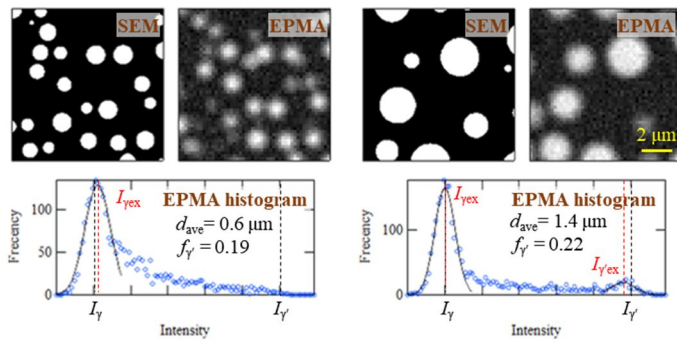 SEM
EPMA
SEM
EPMA
2 μm
Frecency
100
50
0
Iγex
EPMA histogram
dave= 0.6 μm
fγ′ = 0.19
Iγ
Iγ′
Intensity
Frecency
100
0
Iγex
EPMA histogram
dave= 1.4 μm
fγ′ = 0.22
Iγ′ex
Iγ
Iγ′
Intensity